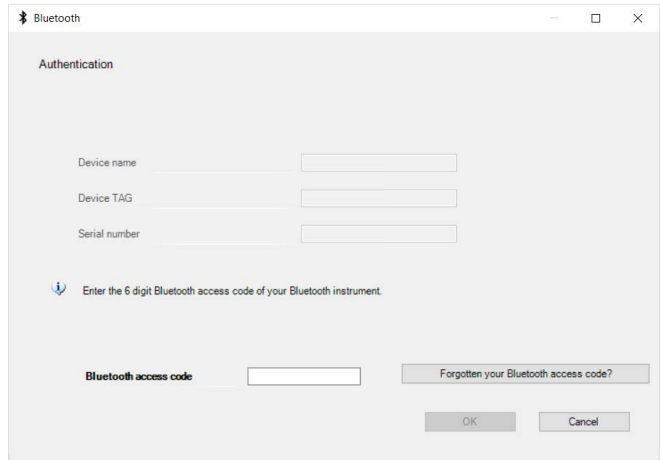 Bluetooth
Authentication
Device name
Device TAG
Serial number
Enter the 6 digit Bluetooth access code of your Bluetooth instrument.
Bluetooth access code
Forgotten your Bluetooth access code?
OK
Cancel